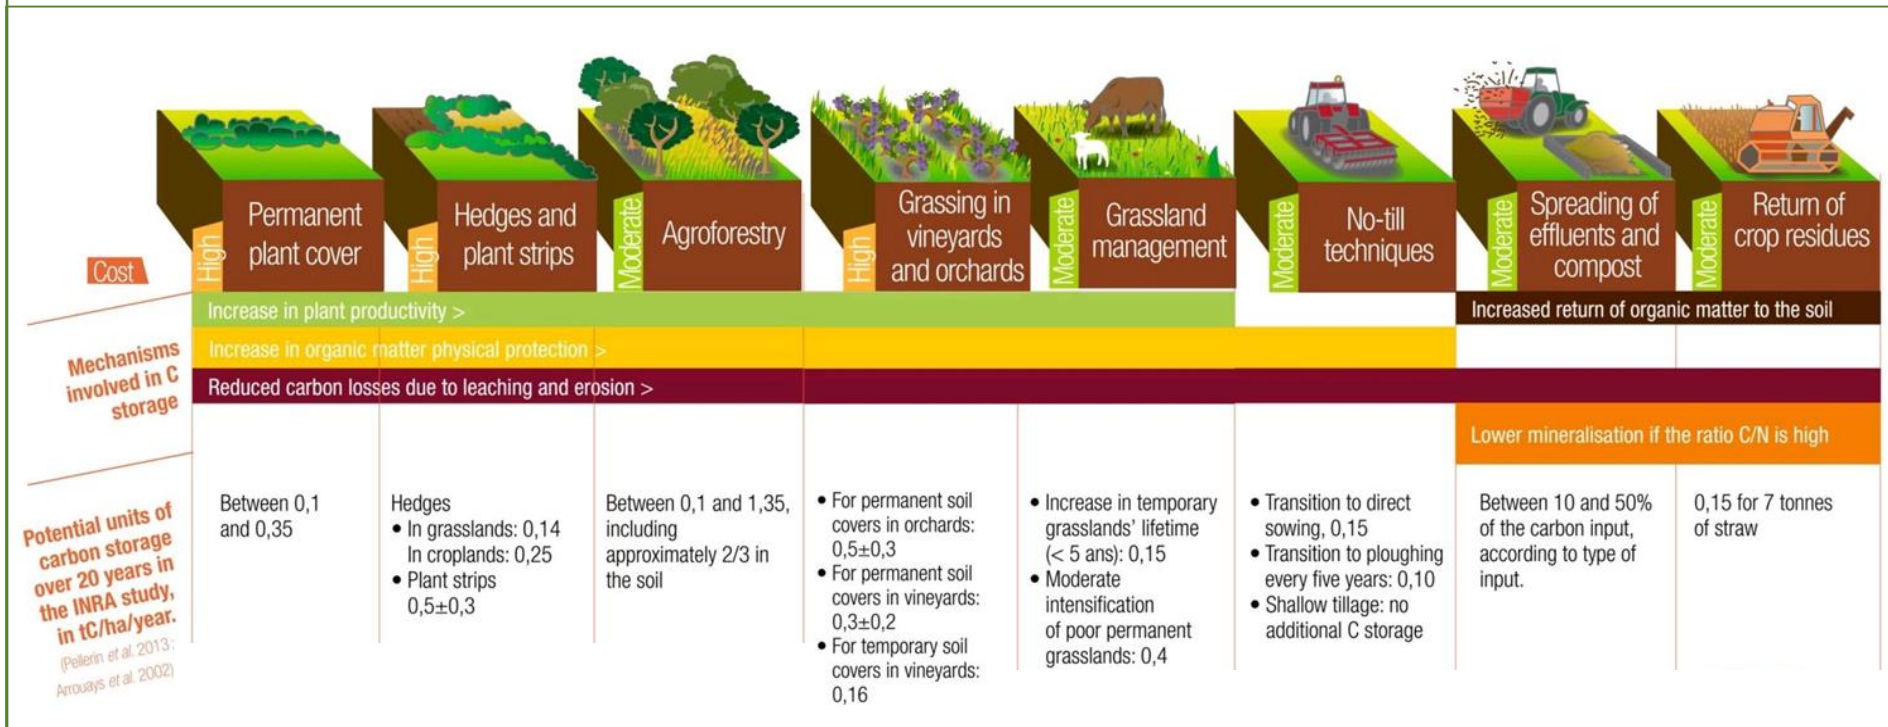 Cost
High
Permanent
plant cover
High
Hedges and
plant strips
Moderate
Agroforestry
High
Grassing in
vineyards
and orchards
Moderate
Grassland
management
Moderate
No-till
techniques
Moderate
Spreading of
effluents and
compost
Moderate
Return of
crop residues
Mechanisms
involved in C
storage
Increase in plant productivity >
Increased return of organic matter to the soil
Increase in organic matter physical protection >
Reduced carbon losses due to leaching and erosion >
Lower mineralisation if the ratio C/N is high
Potential units of
carbon storage
over 20 years in
the INRA study,
in tC/ha/year.
(Pellerin et al. 2013;
Arrouays et al. 2002)
Between 0,1
and 0,35
Hedges
• In grasslands: 0,14
In croplands: 0,25
• Plant strips
0,5±0,3
Between 0,1 and 1,35,
including
approximately 2/3 in
the soil
• For permanent soil
covers in orchards:
0,5±0,3
• For permanent soil
covers in vineyards:
0,3±0,2
• For temporary soil
covers in vineyards:
0,16
• Increase in temporary
grasslands' lifetime
(< 5 ans): 0,15
• Moderate
intensification
of poor permanent
grasslands: 0,4
• Transition to direct
sowing, 0,15
• Transition to ploughing
every five years: 0,10
• Shallow tillage: no
additional C storage
Between 10 and 50%
of the carbon input,
according to type of
input.
0,15 for 7 tonnes
of straw